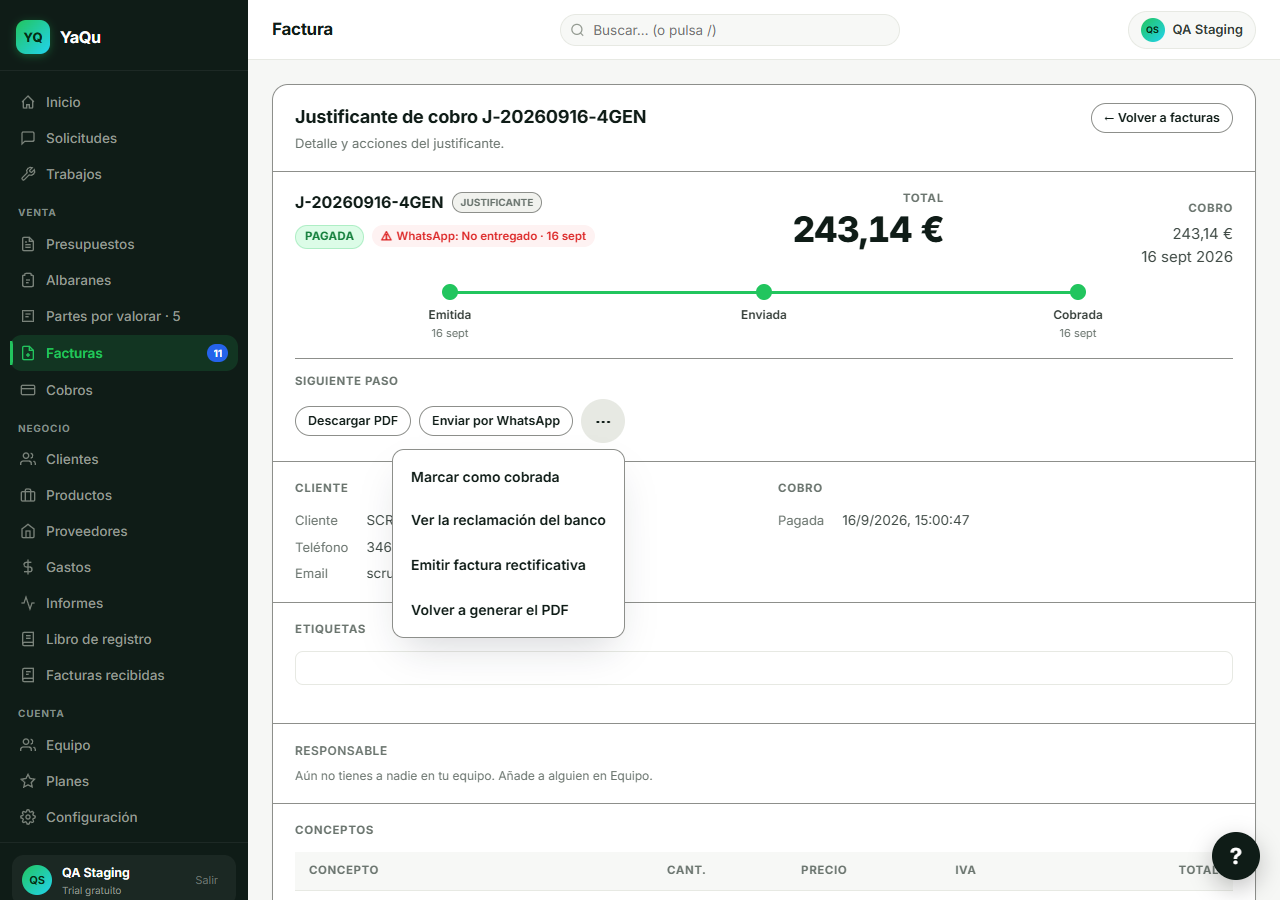 YQ YaQu
Factura
Buscar... (o pulsa /)
QS QA Staging
Inicio
Solicitudes
Trabajos
VENTA
Presupuestos
Albaranes
Partes por valorar · 5
Facturas 11
Cobros
NEGOCIO
Clientes
Productos
Proveedores
Gastos
Informes
Libro de registro
Facturas recibidas
CUENTA
Equipo
Planes
Configuración
QS QA Staging
Trial gratuito
Salir
Justificante de cobro J-20260916-4GEN
Detalle y acciones del justificante.
← Volver a facturas
J-20260916-4GEN JUSTIFICANTE
PAGADA ⚠ WhatsApp: No entregado · 16 sept
TOTAL
243,14 €
COBRO
243,14 €
16 sept 2026
Emitida
16 sept
Enviada
Cobrada
16 sept
SIGUIENTE PASO
Descargar PDF Enviar por WhatsApp ...
Marcar como cobrada
Ver la reclamación del banco
Emitir factura rectificativa
Volver a generar el PDF
CLIENTE
Cliente SCR
Teléfono 346
Email scru
COBRO
Pagada 16/9/2026, 15:00:47
ETIQUETAS
RESPONSABLE
Aún no tienes a nadie en tu equipo. Añade a alguien en Equipo.
CONCEPTOS
CONCEPTO CANT. PRECIO IVA TOTAL
?